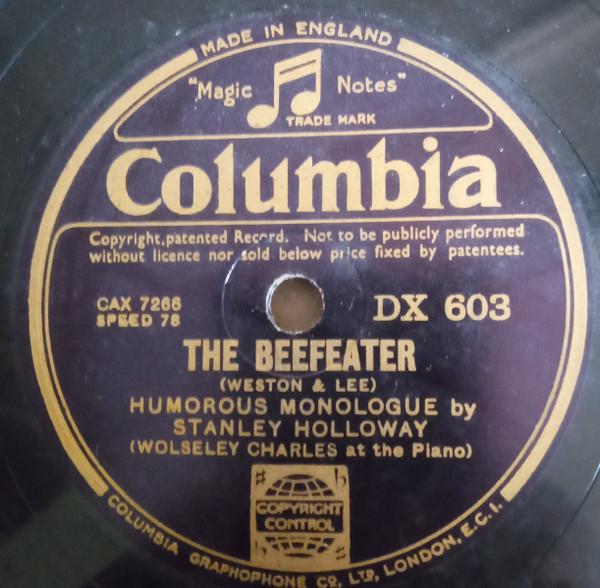 MADE IN ENGLAND
"Magic Notes"
TRADE MARK
Columbia
Copyright, patented Record. Not to be publicly performed
without licence nor sold below price fixed by patentees.
CAX 7266
SPEED 78
DX 603
THE BEEFEATER
(WESTON & LEE)
HUMOROUS MONOLOGUE by
STANLEY HOLLOWAY
(WOLSELEY CHARLES at the Piano)
COPYRIGHT
CONTROL
COLUMBIA GRAPHOPHONE CO, LTD, LONDON, E.C.1.